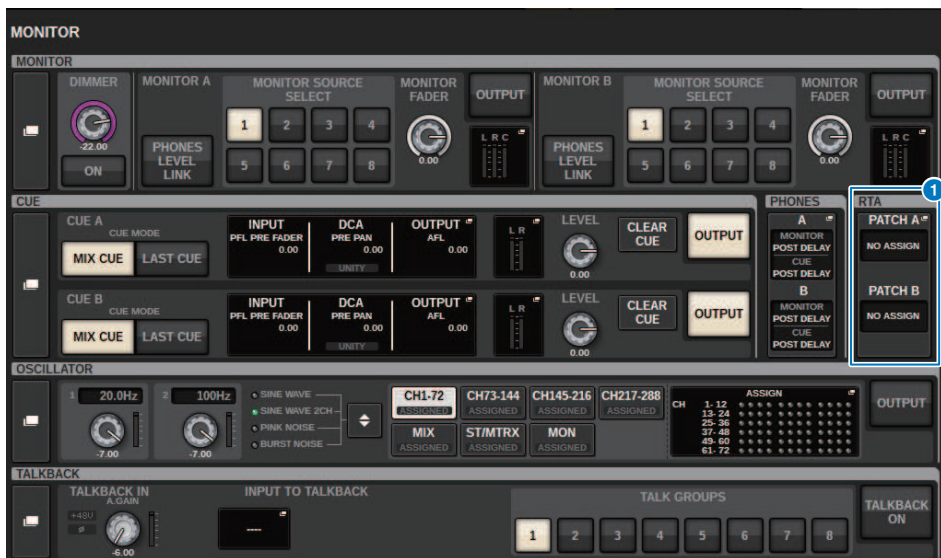 MONITOR
MONITOR
DIMMER
-22.00
ON
MONITOR A
PHONES
LEVEL
LINK
MONITOR SOURCE
SELECT
1 2 3 4
5 6 7 8
MONITOR
FADER
0.00
OUTPUT
L R C
MONITOR B
PHONES
LEVEL
LINK
MONITOR SOURCE
SELECT
1 2 3 4
5 6 7 8
MONITOR
FADER
0.00
OUTPUT
L R C
CUE
CUE A
CUE MODE
MIX CUE LAST CUE
INPUT
PFL PRE FADER
0.00
DCA
PRE PAN
0.00
UNITY
OUTPUT
AFL
0.00
L R
LEVEL
0.00
CLEAR
CUE
OUTPUT
CUE B
CUE MODE
MIX CUE LAST CUE
INPUT
PFL PRE FADER
0.00
DCA
PRE PAN
0.00
UNITY
OUTPUT
AFL
0.00
L R
LEVEL
0.00
CLEAR
CUE
OUTPUT
PHONES
A
MONITOR
POST DELAY
CUE
POST DELAY
B
MONITOR
POST DELAY
CUE
POST DELAY
1
RTA
PATCH A
NO ASSIGN
PATCH B
NO ASSIGN
OSCILLATOR
1 20.0Hz
-7.00
2 100Hz
-7.00
SINE WAVE
SINE WAVE 2CH
PINK NOISE
BURST NOISE
CH1-72
ASSIGNED
CH73-144
ASSIGNED
CH145-216
ASSIGNED
CH217-288
ASSIGNED
MIX
ASSIGNED
ST/MTRX
ASSIGNED
MON
ASSIGNED
ASSIGN
CH 1- 12
13- 24
25- 36
37- 48
49- 60
61- 72
OUTPUT
TALKBACK
TALKBACK IN
A.GAIN
+48V
ø
-6.00
INPUT TO TALKBACK
----
TALK GROUPS
1 2 3 4 5 6 7 8
TALKBACK
ON